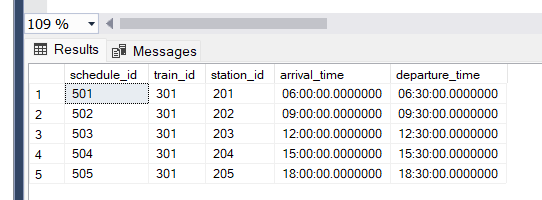 109 %
Results Messages
schedule_id train_id station_id arrival_time departure_time
1 501 301 201 06:00:00.0000000 06:30:00.0000000
2 502 301 202 09:00:00.0000000 09:30:00.0000000
3 503 301 203 12:00:00.0000000 12:30:00.0000000
4 504 301 204 15:00:00.0000000 15:30:00.0000000
5 505 301 205 18:00:00.0000000 18:30:00.0000000